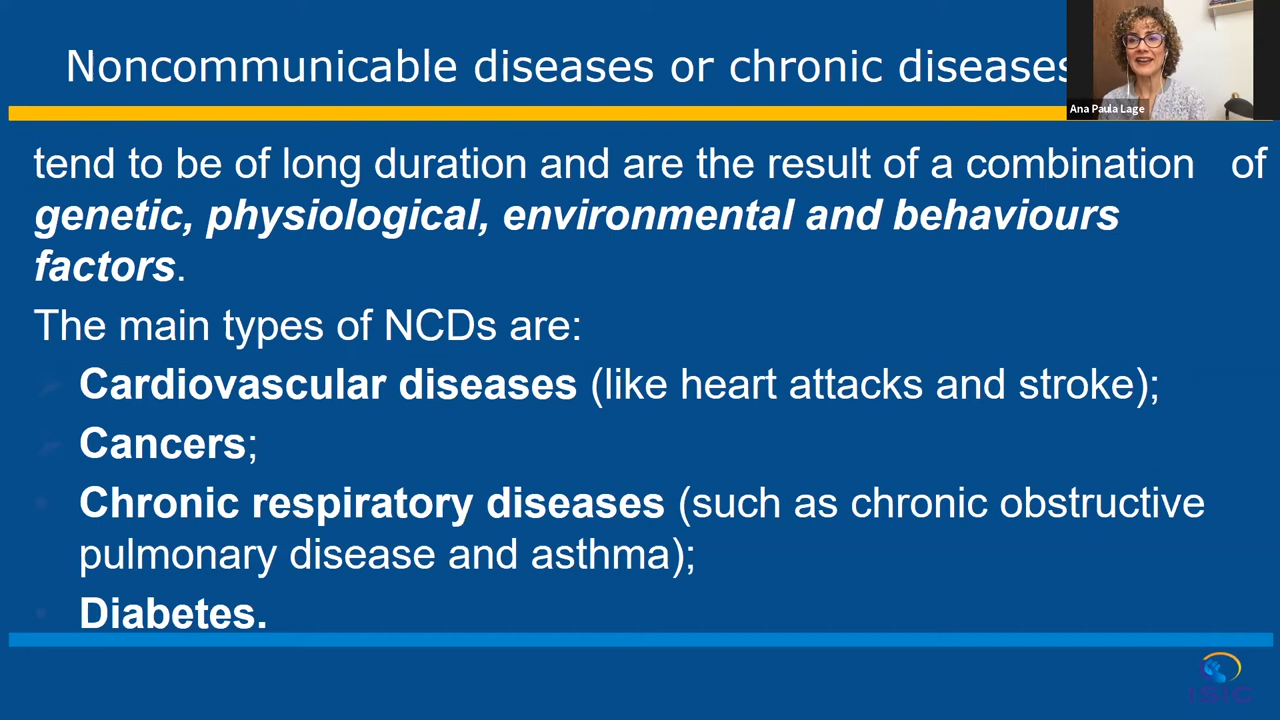 Noncommunicable diseases or chronic diseases
Ana Paula Lage
tend to be of long duration and are the result of a combination of
genetic, physiological, environmental and behaviours
factors.
The main types of NCDs are:
Cardiovascular diseases (like heart attacks and stroke);
Cancers;
Chronic respiratory diseases (such as chronic obstructive
pulmonary disease and asthma);
Diabetes.
ISIC